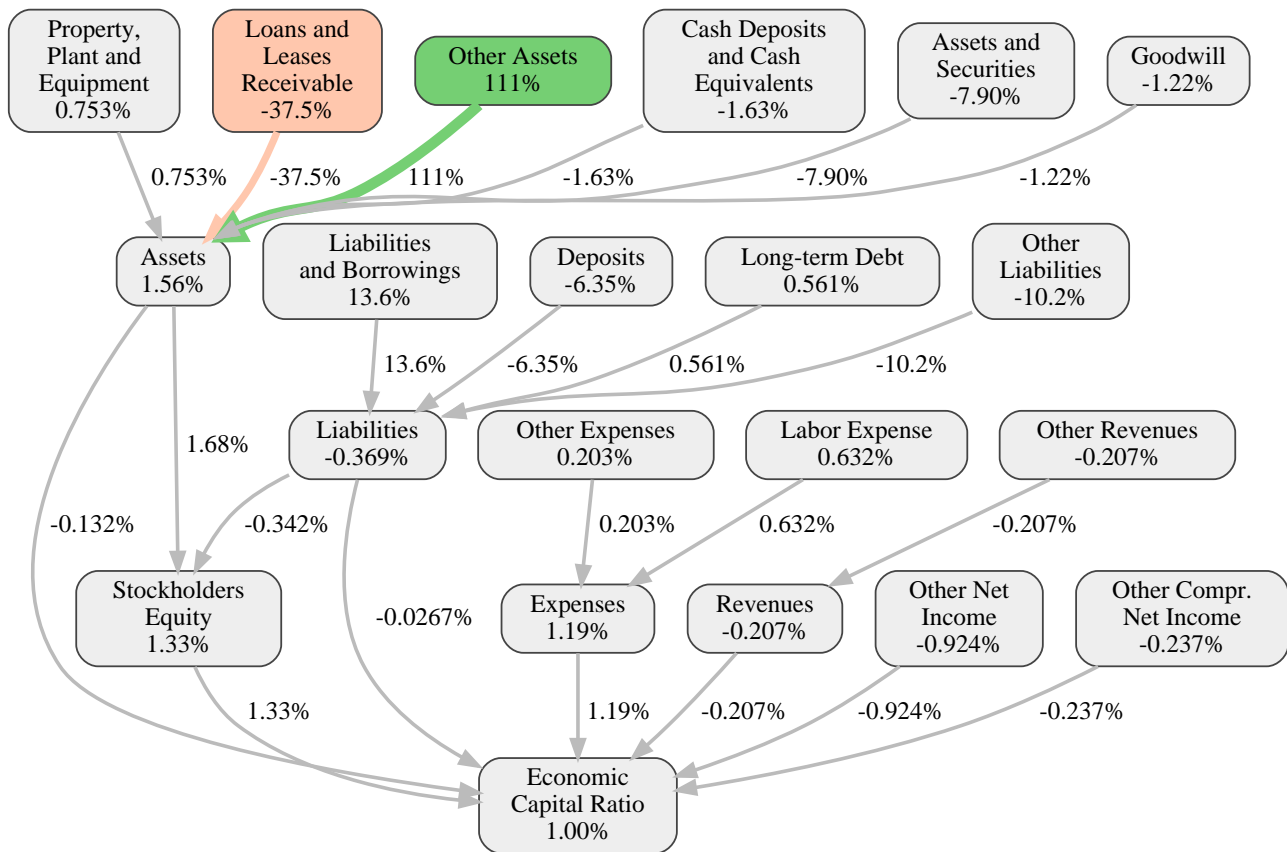 Property,
Plant and
Equipment
0.753%
Loans and
Leases
Receivable
-37.5%
Other Assets
111%
Cash Deposits
and Cash
Equivalents
-1.63%
Assets and
Securities
-7.90%
Goodwill
-1.22%
0.753%
-37.5%
111%
-1.63%
-7.90%
-1.22%
Assets
1.56%
Liabilities
and Borrowings
13.6%
Deposits
-6.35%
Long-term Debt
0.561%
Other
Liabilities
-10.2%
13.6%
-6.35%
0.561%
-10.2%
Liabilities
-0.369%
Other Expenses
0.203%
Labor Expense
0.632%
Other Revenues
-0.207%
1.68%
-0.132%
-0.342%
0.203%
0.632%
-0.207%
Stockholders
Equity
1.33%
-0.0267%
Expenses
1.19%
Revenues
-0.207%
Other Net
Income
-0.924%
Other Compr.
Net Income
-0.237%
1.33%
1.19%
-0.207%
-0.924%
-0.237%
Economic
Capital Ratio
1.00%